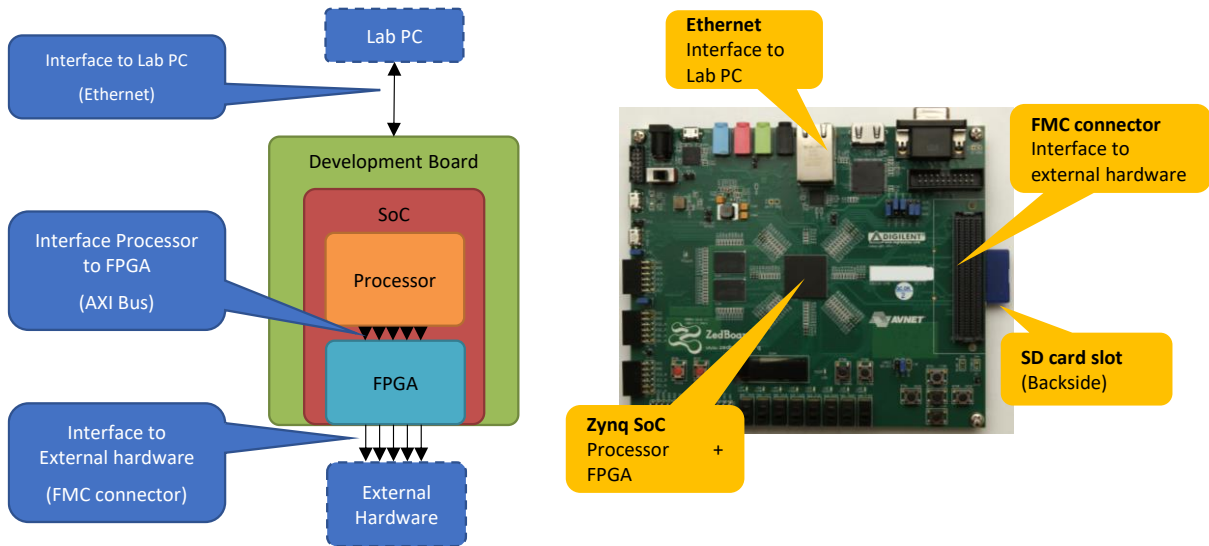 Lab PC
Interface to Lab PC
(Ethernet)
Development Board
SoC
Interface Processor
to FPGA
(AXI Bus)
Processor
FPGA
Interface to
External hardware
(FMC connector)
External
Hardware
Ethernet
Interface to
Lab PC
FMC connector
Interface to
external hardware
DIGILENT
AVNET
ZedBoard
SD card slot
(Backside)
Zynq SoC
Processor +
FPGA